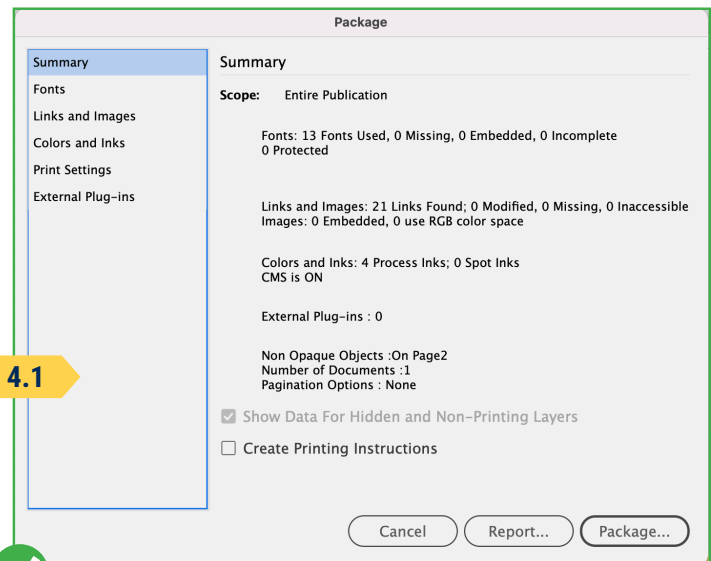 Package
Summary
Fonts
Links and Images
Colors and Inks
Print Settings
External Plug-ins
Summary
Scope: Entire Publication
Fonts: 13 Fonts Used, 0 Missing, 0 Embedded, 0 Incomplete
0 Protected
Links and Images: 21 Links Found; 0 Modified, 0 Missing, 0 Inaccessible
Images: 0 Embedded, 0 use RGB color space
Colors and Inks: 4 Process Inks; 0 Spot Inks
CMS is ON
External Plug-ins : 0
Non Opaque Objects :On Page2
Number of Documents :1
Pagination Options : None
Show Data For Hidden and Non-Printing Layers
Create Printing Instructions
4.1
Cancel Report... Package...